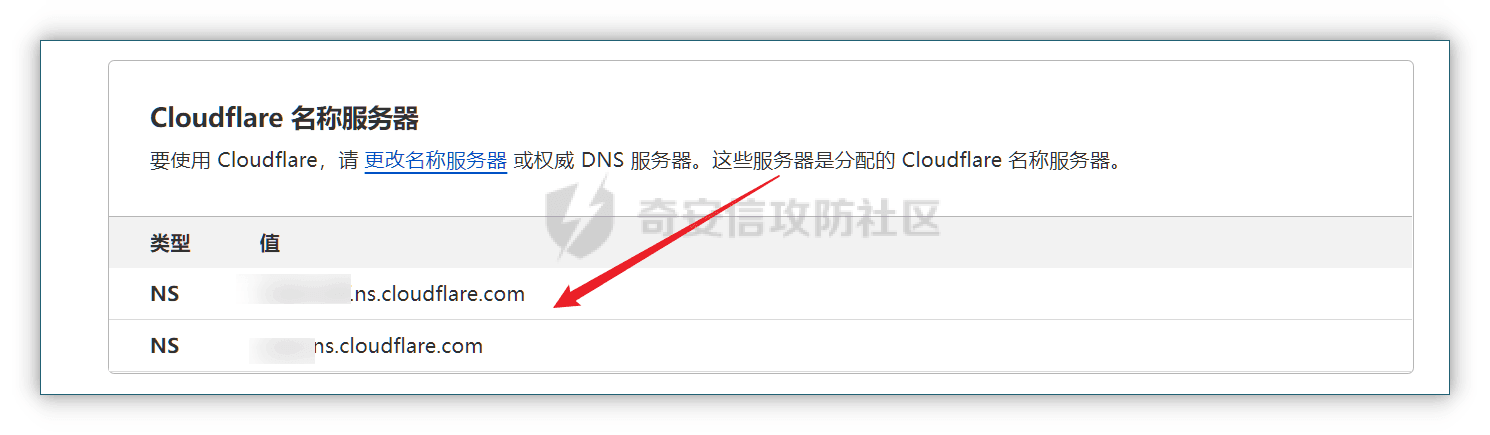 Cloudflare 名称服务器
要使用 Cloudflare，请 更改名称服务器 或权威 DNS 服务器。这些服务器是分配的 Cloudflare 名称服务器。
奇安信攻防社区
类型 值
NS .ns.cloudflare.com
NS ns.cloudflare.com